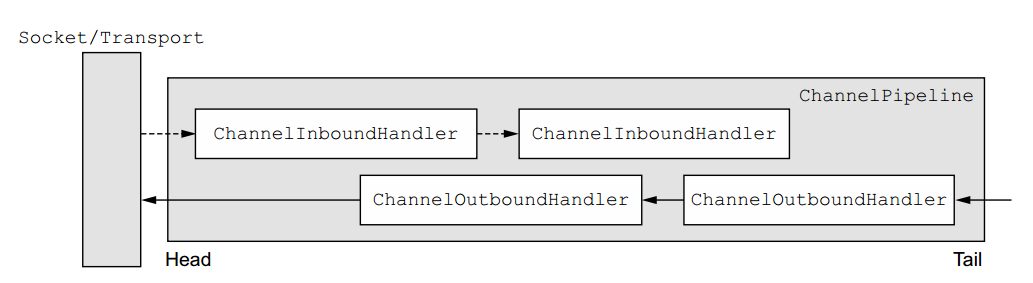 Socket/Transport
ChannelPipeline
ChannelInboundHandler
ChannelInboundHandler
ChannelOutboundHandler
ChannelOutboundHandler
Head
Tail